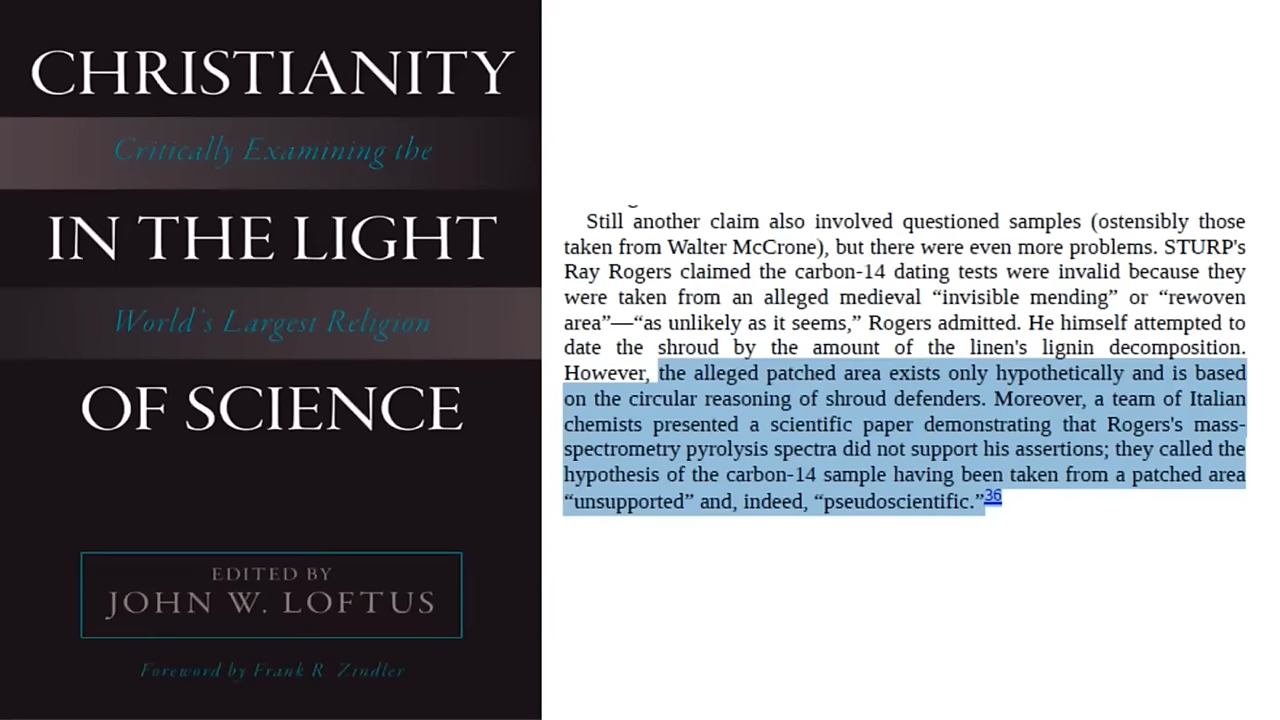 CHRISTIANITY
Critically Examining the
IN THE LIGHT
World's Largest Religion
OF SCIENCE
EDITED BY
JOHN W. LOFTUS
Foreword by Frank R. Zindler
Still another claim also involved questioned samples (ostensibly those
taken from Walter McCrone), but there were even more problems. STURP's
Ray Rogers claimed the carbon-14 dating tests were invalid because they
were taken from an alleged medieval “invisible mending” or “rewoven
area”—“as unlikely as it seems,” Rogers admitted. He himself attempted to
date the shroud by the amount of the linen's lignin decomposition.
However, the alleged patched area exists only hypothetically and is based
on the circular reasoning of shroud defenders. Moreover, a team of Italian
chemists presented a scientific paper demonstrating that Rogers's mass-
spectrometry pyrolysis spectra did not support his assertions; they called the
hypothesis of the carbon-14 sample having been taken from a patched area
“unsupported” and, indeed, “pseudoscientific.”36